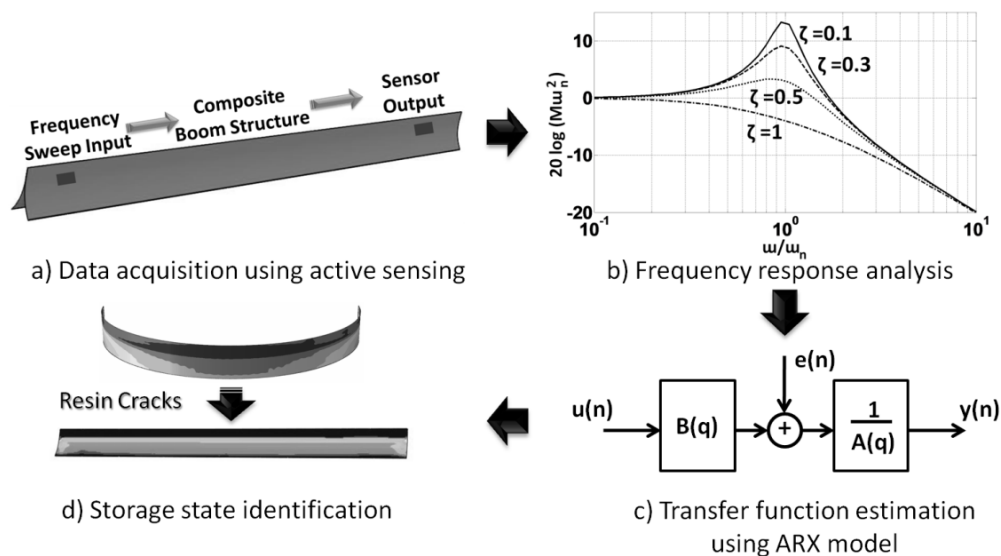 Frequency
Sweep Input
Composite
Boom Structure
Sensor
Output
a) Data acquisition using active sensing
20 log (Mω²ₙ)
10
0
-10
-20
10⁻¹
10⁰
10¹
ω/ωₙ
ζ =0.1
ζ =0.3
ζ =0.5
ζ =1
b) Frequency response analysis
u(n)
B(q)
e(n)
+
1
A(q)
y(n)
c) Transfer function estimation
using ARX model
Resin Cracks
d) Storage state identification